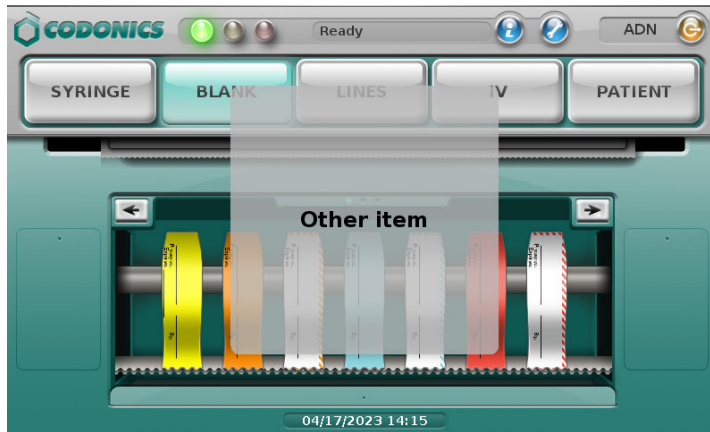 CODONICS
Ready
ADN
SYRINGE
BLANK
LINES
IV
PATIENT
Other item
04/17/2023 14:15